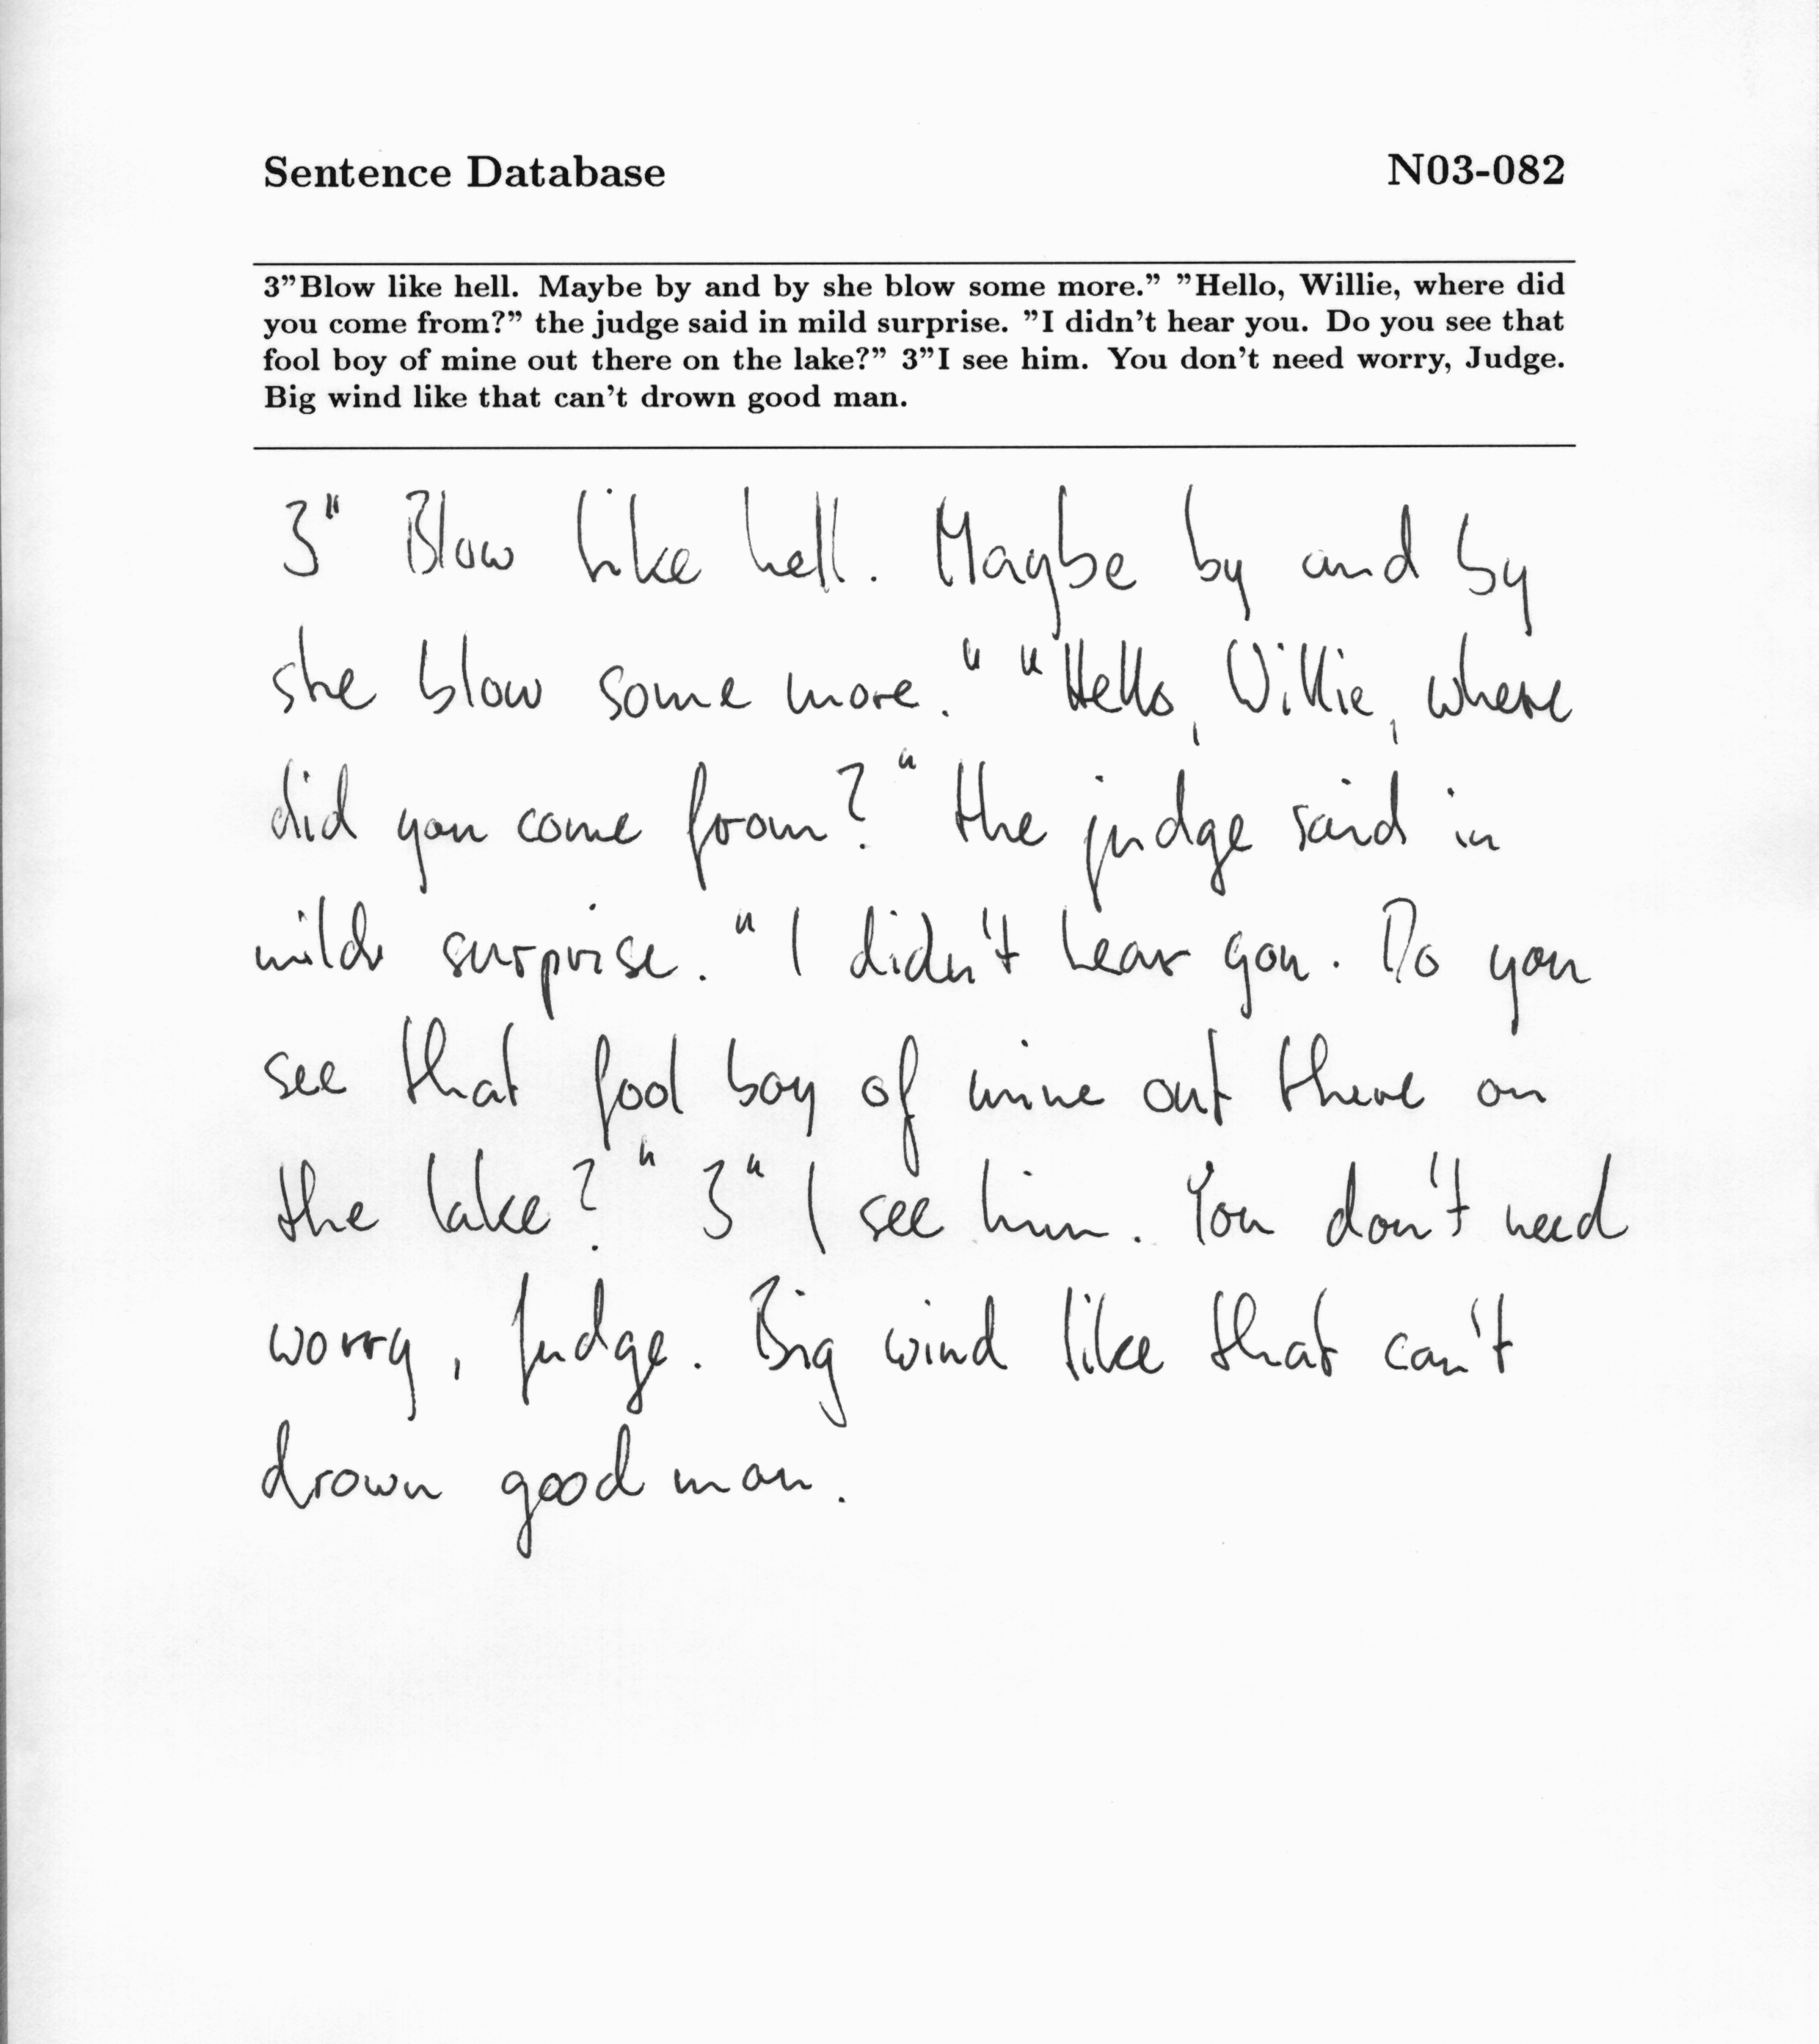 Sentence Database N03-082
3”Blow like hell. Maybe by and by she blow some more.” ”Hello, Willie, where did
you come from?” the judge said in mild surprise. ”I didn’t hear you. Do you see that
fool boy of mine out there on the lake?” 3”I see him. You don’t need worry, Judge.
Big wind like that can’t drown good man.
3" Blow like hell. Maybe by and by
she blow some more." "Hello, Willie, where
did you come from?" the judge said in
mild surprise. "I didn't hear you. Do you
see that fool boy of mine out there on
the lake?" 3" I see him. You don't need
worry, Judge. Big wind like that can't
drown good man.